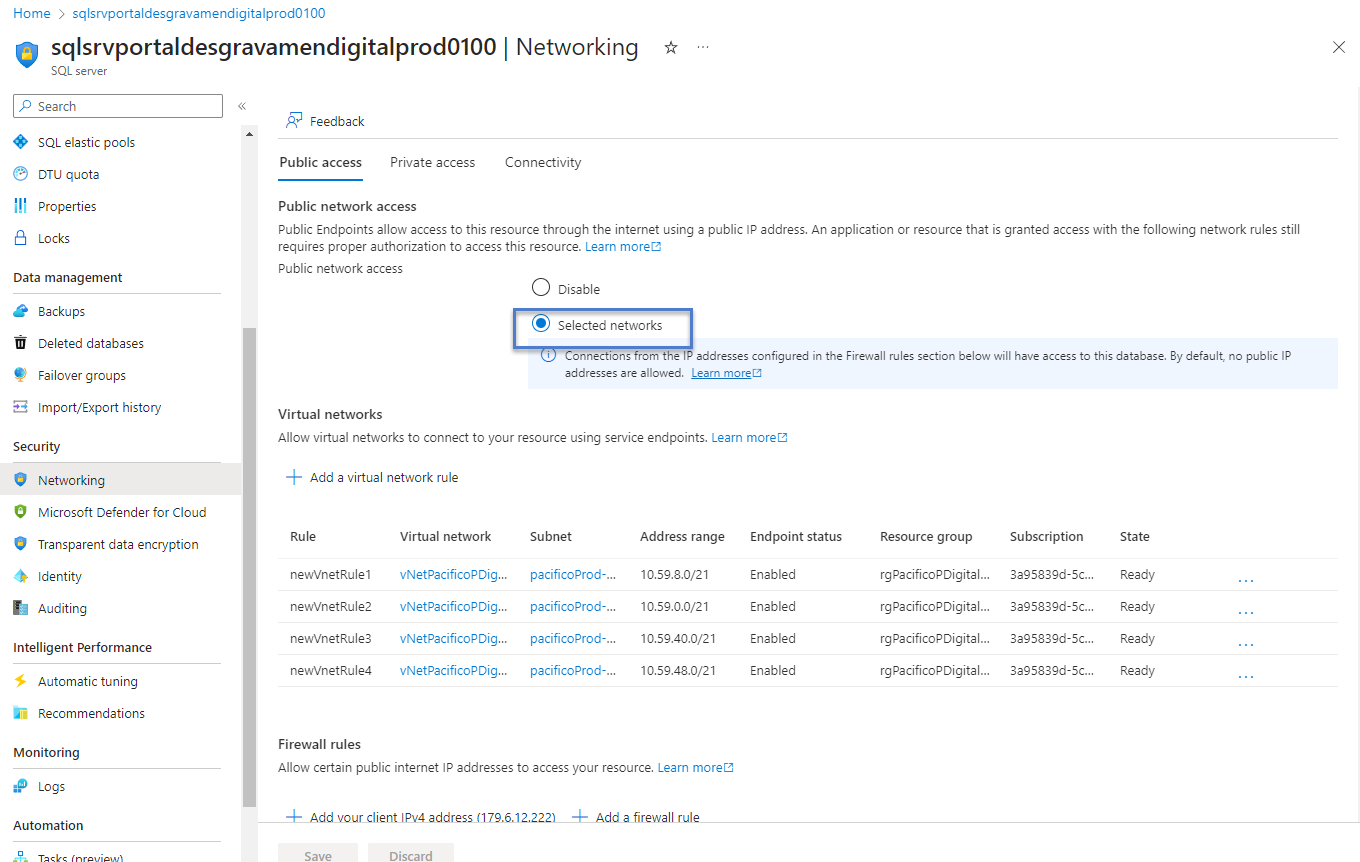 Home > sqlsrvportaldesgravamendigitalprod0100
sqlsrvportaldesgravamendigitalprod0100 | Networking
SQL server
Search
SQL elastic pools
DTU quota
Properties
Locks
Data management
Backups
Deleted databases
Failover groups
Import/Export history
Security
Networking
Microsoft Defender for Cloud
Transparent data encryption
Identity
Auditing
Intelligent Performance
Automatic tuning
Recommendations
Monitoring
Logs
Automation
Tasks (preview)
Feedback
Public access Private access Connectivity
Public network access
Public Endpoints allow access to this resource through the internet using a public IP address. An application or resource that is granted access with the following network rules still
requires proper authorization to access this resource. Learn more
Public network access
Disable
Selected networks
Connections from the IP addresses configured in the Firewall rules section below will have access to this database. By default, no public IP
addresses are allowed. Learn more
Virtual networks
Allow virtual networks to connect to your resource using service endpoints. Learn more
Add a virtual network rule
Rule Virtual network Subnet Address range Endpoint status Resource group Subscription State
newVnetRule1 vNetPacificoPDig... pacificoProd-... 10.59.8.0/21 Enabled rgPacificoPDigital... 3a95839d-5c... Ready ...
newVnetRule2 vNetPacificoPDig... pacificoProd-... 10.59.0.0/21 Enabled rgPacificoPDigital... 3a95839d-5c... Ready ...
newVnetRule3 vNetPacificoPDig... pacificoProd-... 10.59.40.0/21 Enabled rgPacificoPDigital... 3a95839d-5c... Ready ...
newVnetRule4 vNetPacificoPDig... pacificoProd-... 10.59.48.0/21 Enabled rgPacificoPDigital... 3a95839d-5c... Ready ...
Firewall rules
Allow certain public internet IP addresses to access your resource. Learn more
Add your client IPv4 address (179.6.12.222) Add a firewall rule
Save Discard